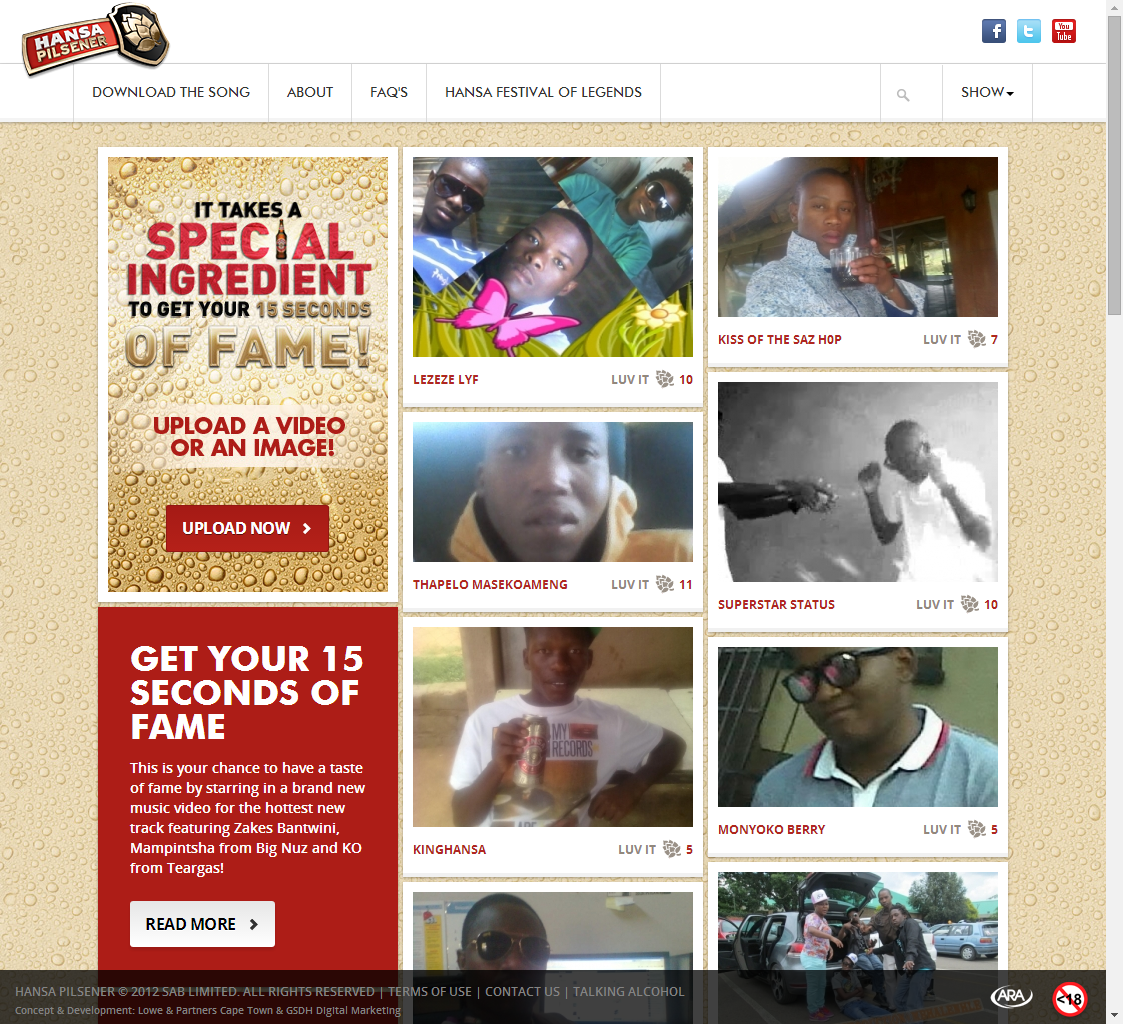 HANSA
PILSENER
You
Tube
DOWNLOAD THE SONG
ABOUT
FAQ'S
HANSA FESTIVAL OF LEGENDS
SHOW
IT TAKES A
SPECIAL
INGREDIENT
TO GET YOUR 15 SECONDS
OF FAME!
UPLOAD A VIDEO
OR AN IMAGE!
UPLOAD NOW
GET YOUR 15
SECONDS OF
FAME
This is your chance to have a taste
of fame by starring in a brand new
music video for the hottest new
track featuring Zakes Bantwini,
Mampintsha from Big Nuz and KO
from Teargas!
READ MORE
LEZEZE LYF
LUV IT 10
THAPELO MASEKOAMENG
LUV IT 11
MY
RECORDS
KINGHANSA
LUV IT 5
KISS OF THE SAZ H0P
LUV IT 7
SUPERSTAR STATUS
LUV IT 10
MONYOKO BERRY
LUV IT 5
HANSA PILSENER © 2012 SAB LIMITED. ALL RIGHTS RESERVED | TERMS OF USE | CONTACT US | TALKING ALCOHOL
Concept & Development: Lowe & Partners Cape Town & GSDH Digital Marketing
ARA
<18